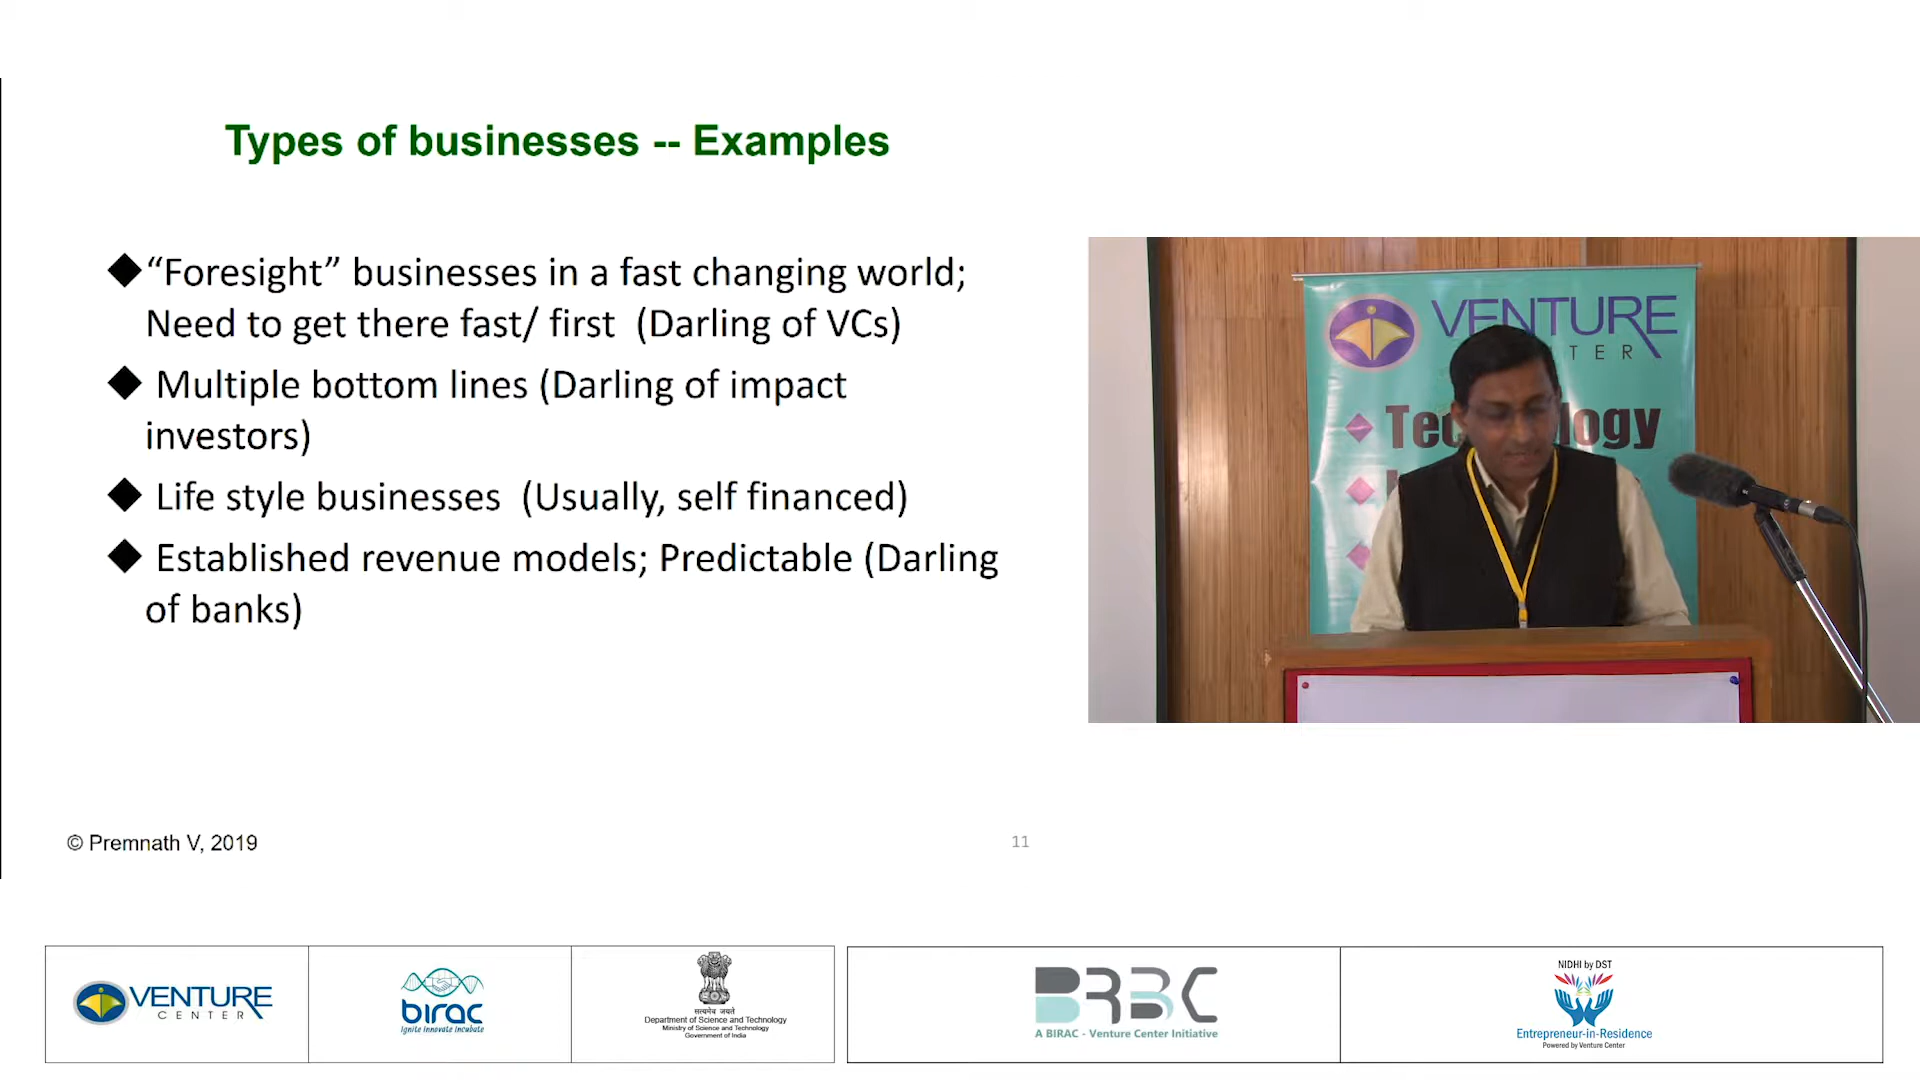 Types of businesses -- Examples
◆“Foresight” businesses in a fast changing world;
Need to get there fast/ first (Darling of VCs)
◆ Multiple bottom lines (Darling of impact
investors)
◆ Life style businesses (Usually, self financed)
◆ Established revenue models; Predictable (Darling
of banks)
VENTURE
TER
© Premnath V, 2019
11
VENTURE
CENTER
birac
Ignite Innovate Incubate
सत्यमेव जयते
Department of Science and Technology
Ministry of Science and Technology
Government of India
BRBC
A BIRAC - Venture Center Initiative
NIDHI by DST
Entrepreneur-in-Residence
Powered by Venture Center